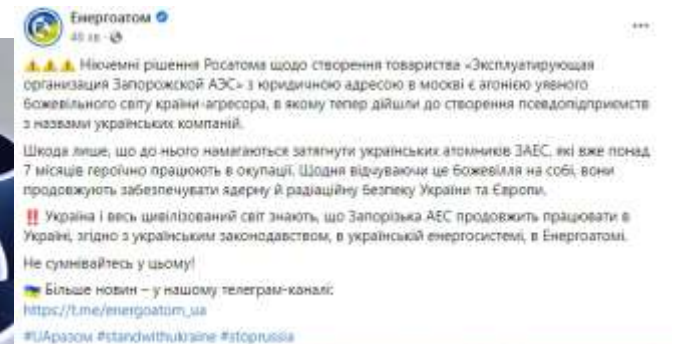 Енергоатом
40 хв ·
Нікчемні рішення Росатома щодо створення товариства «Эксплуатирующая
организация Запорожской АЭС» з юридичною адресою в москві є агонією уявного
божевільного світу країни-агресора, в якому тепер дійшли до створення псевдопідприємств
з назвами українських компаній.
Шкода лише, що до нього намагаються затягнути українських атомників ЗАЕС, які вже понад
7 місяців героїчно працюють в окупації. Щодня відчуваючи це божевілля на собі, вони
продовжують забезпечувати ядерну й радіаційну безпеку України та Європи.
‼ Україна і весь цивілізований світ знають, що Запорізька АЕС продовжить працювати в
Україні, згідно з українським законодавством, в українській енергосистемі, в Енергоатомі.
Не сумнівайтесь у цьому!
Більше новин – у нашому телеграм-каналі:
https://t.me/energoatom_ua
#UAразом #standwithukraine #stoprussia